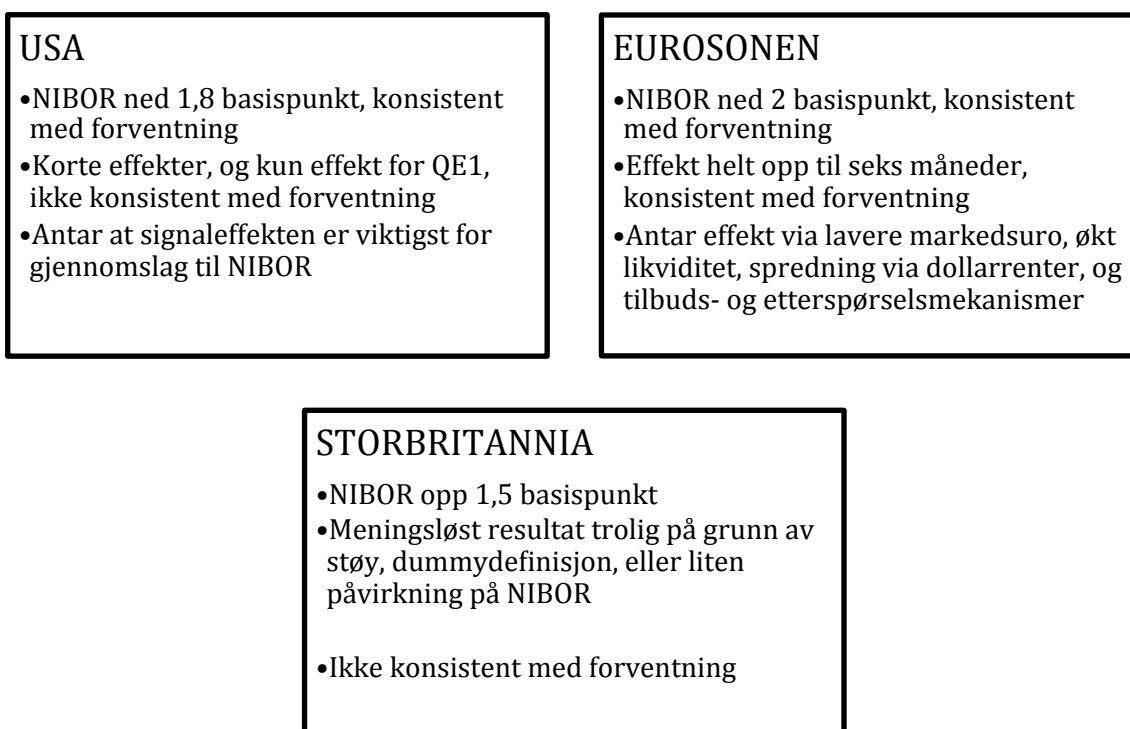 USA
•NIBOR ned 1,8 basispunkt, konsistent
med forventning
•Korte effekter, og kun effekt for QE1,
ikke konsistent med forventning
•Antar at signaleffekten er viktigst for
gjennomslag til NIBOR
EUROSONEN
•NIBOR ned 2 basispunkt, konsistent
med forventning
•Effekt helt opp til seks måneder,
konsistent med forventning
•Antar effekt via lavere markedsuro, økt
likviditet, spredning via dollarrenter, og
tilbuds- og etterspørselsmekanismer
STORBRITANNIA
•NIBOR opp 1,5 basispunkt
•Meningsløst resultat trolig på grunn av
støy, dummydefinisjon, eller liten
påvirkning på NIBOR
•Ikke konsistent med forventning